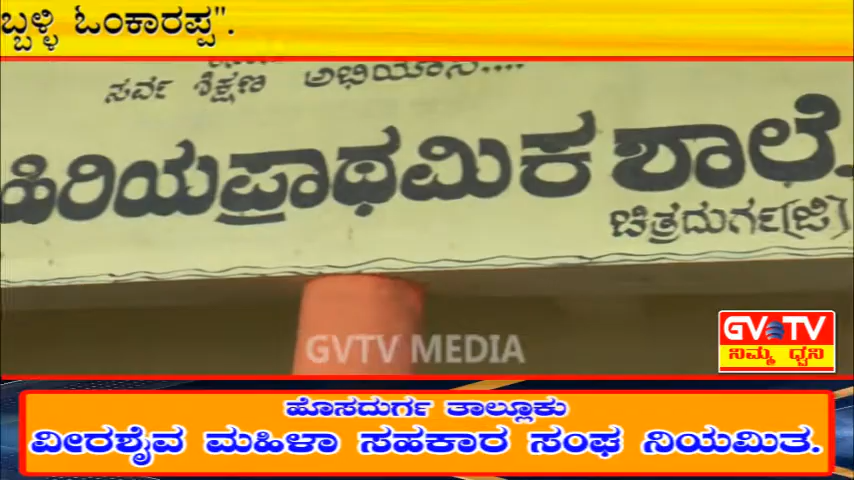 ಬ್ಬಳ್ಳಿ ಓಂಕಾರಪ್ಪ".
ಸರ್ವ ಶಿಕ್ಷಣ ಅಭಿಯಾನ....
ಹಿರಿಯಪ್ರಾಥಮಿಕ ಶಾಲೆ.
ಚಿತ್ರದುರ್ಗ(ಜಿ)
GVTV MEDIA
GVTV
ನಿಮ್ಮ ಧ್ವನಿ
ಹೊಸದುರ್ಗ ತಾಲ್ಲೂಕು
ವೀರಶೈವ ಮಹಿಳಾ ಸಹಕಾರ ಸಂಘ ನಿಯಮಿತ.